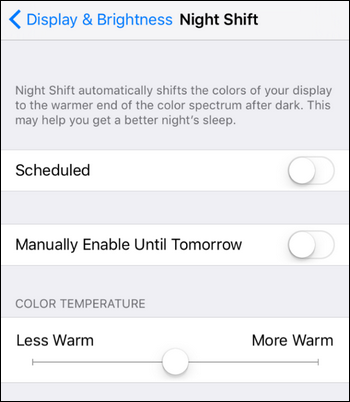 Display & Brightness Night Shift
Night Shift automatically shifts the colors of your display
to the warmer end of the color spectrum after dark. This
may help you get a better night's sleep.
Scheduled
Manually Enable Until Tomorrow
COLOR TEMPERATURE
Less Warm More Warm